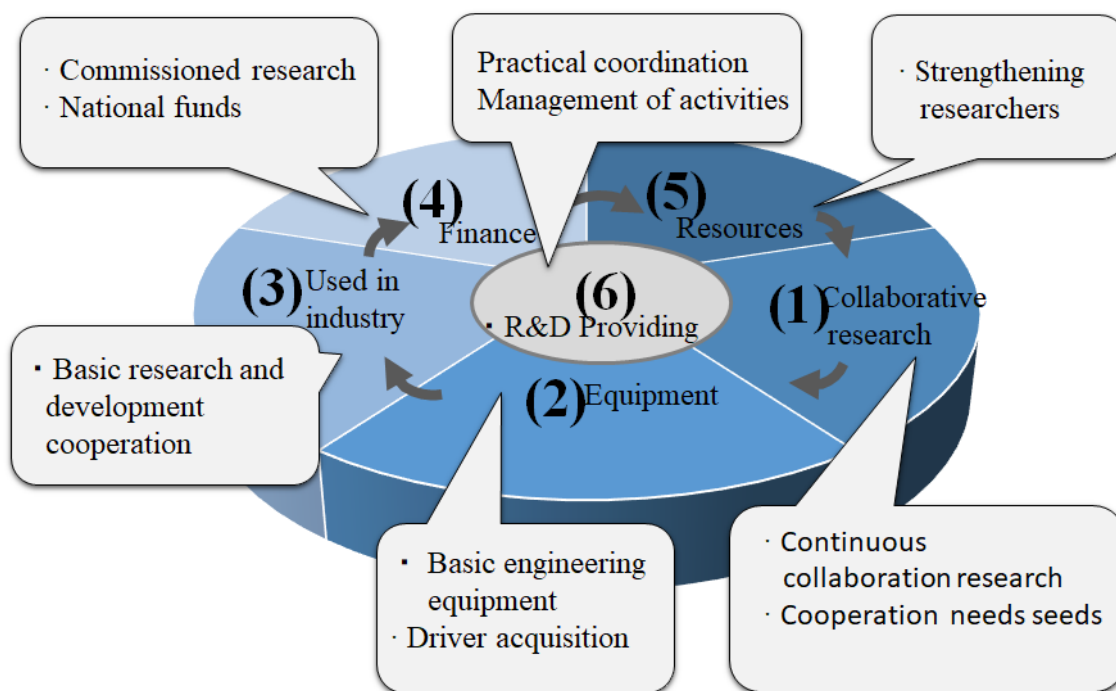 · Commissioned research
· National funds
Practical coordination
Management of activities
· Strengthening
researchers
(4)
Finance
(5)
Resources
(3) Used in
industry
(6)
▪ R&D Providing
(1) Collaborative
research
(2) Equipment
▪ Basic research and
development
cooperation
▪ Basic engineering
equipment
· Driver acquisition
· Continuous
collaboration research
· Cooperation needs seeds